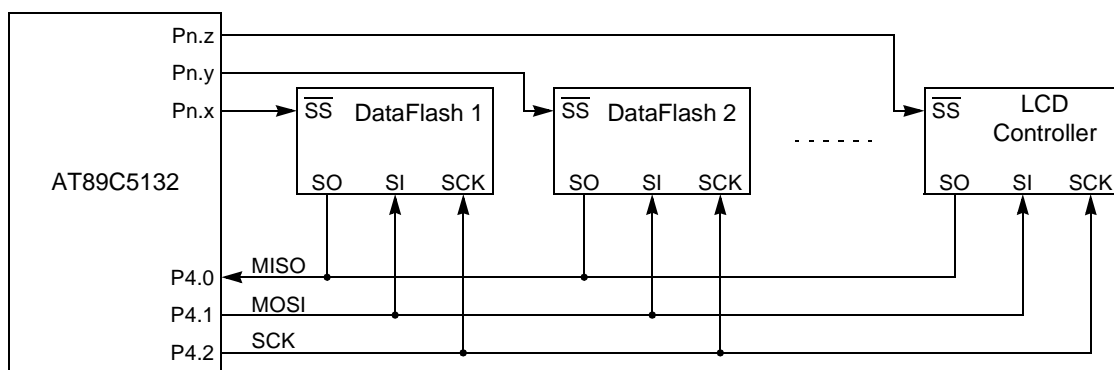 Pn.z
Pn.y
Pn.x
SS DataFlash 1
SS DataFlash 2
SS LCD
Controller
AT89C5132
SO SI SCK
SO SI SCK
SO SI SCK
P4.0 MISO
P4.1 MOSI
P4.2 SCK